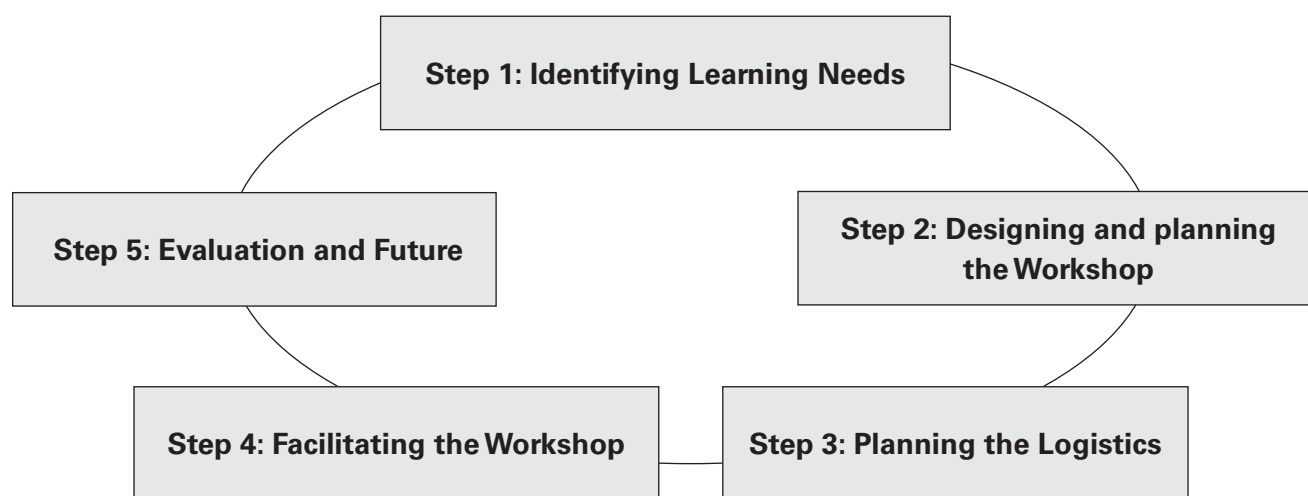 Step 1: Identifying Learning Needs
Step 2: Designing and planning
the Workshop
Step 3: Planning the Logistics
Step 4: Facilitating the Workshop
Step 5: Evaluation and Future